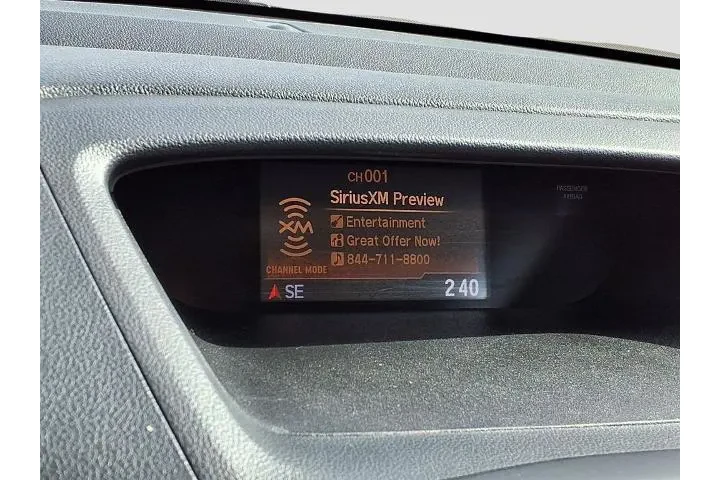 CH001
SiriusXM Preview
XM
Entertainment
Great Offer Now!
844-711-8800
CHANNEL MODE
SE
2:40
PASSENGER
AIRBAG